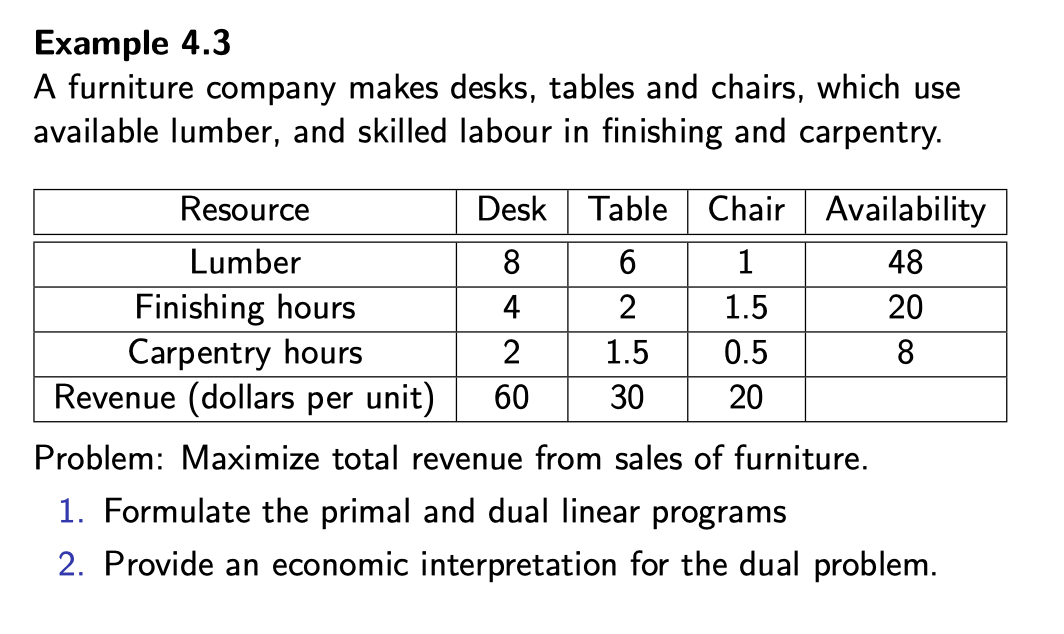 Example 4.3
A furniture company makes desks, tables and chairs, which use
available lumber, and skilled labour in finishing and carpentry.
Resource Desk Table Chair Availability
Lumber 8 6 1 48
Finishing hours 4 2 1.5 20
Carpentry hours 2 1.5 0.5 8
Revenue (dollars per unit) 60 30 20
Problem: Maximize total revenue from sales of furniture.
1. Formulate the primal and dual linear programs
2. Provide an economic interpretation for the dual problem.